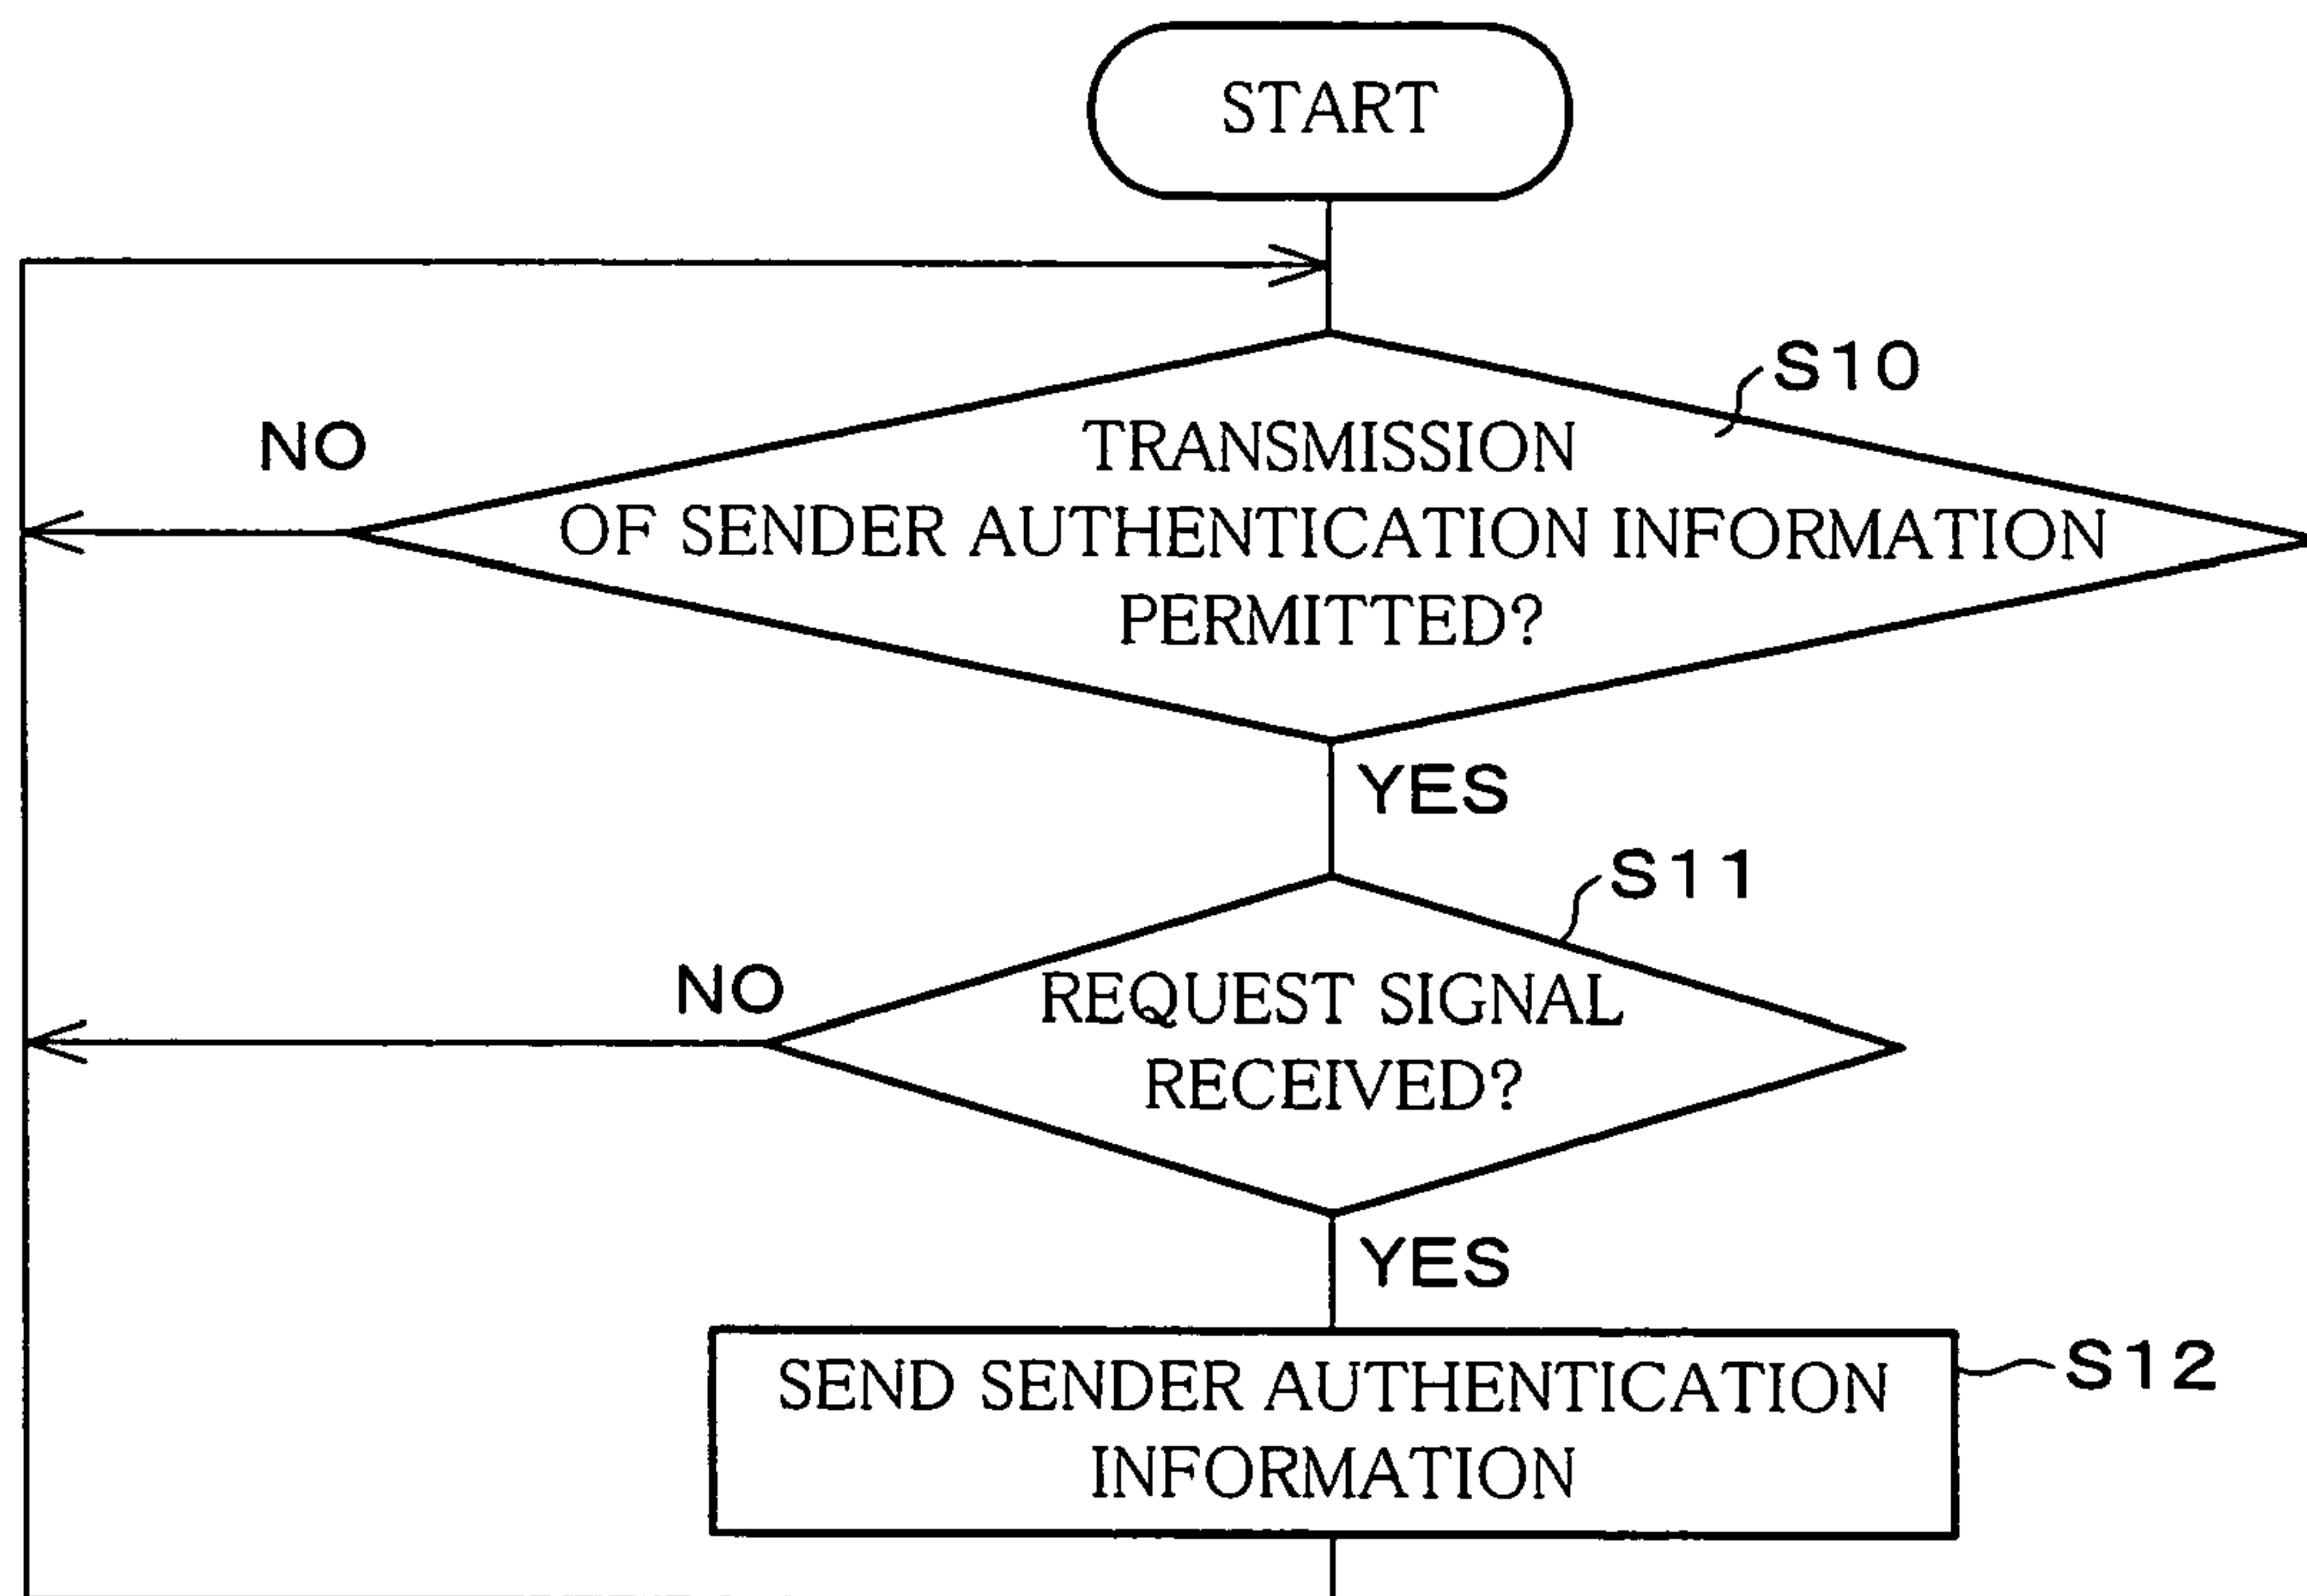 START
S10
NO
TRANSMISSION
OF SENDER AUTHENTICATION INFORMATION
PERMITTED?
YES
S11
NO
REQUEST SIGNAL
RECEIVED?
YES
S12
SEND SENDER AUTHENTICATION
INFORMATION